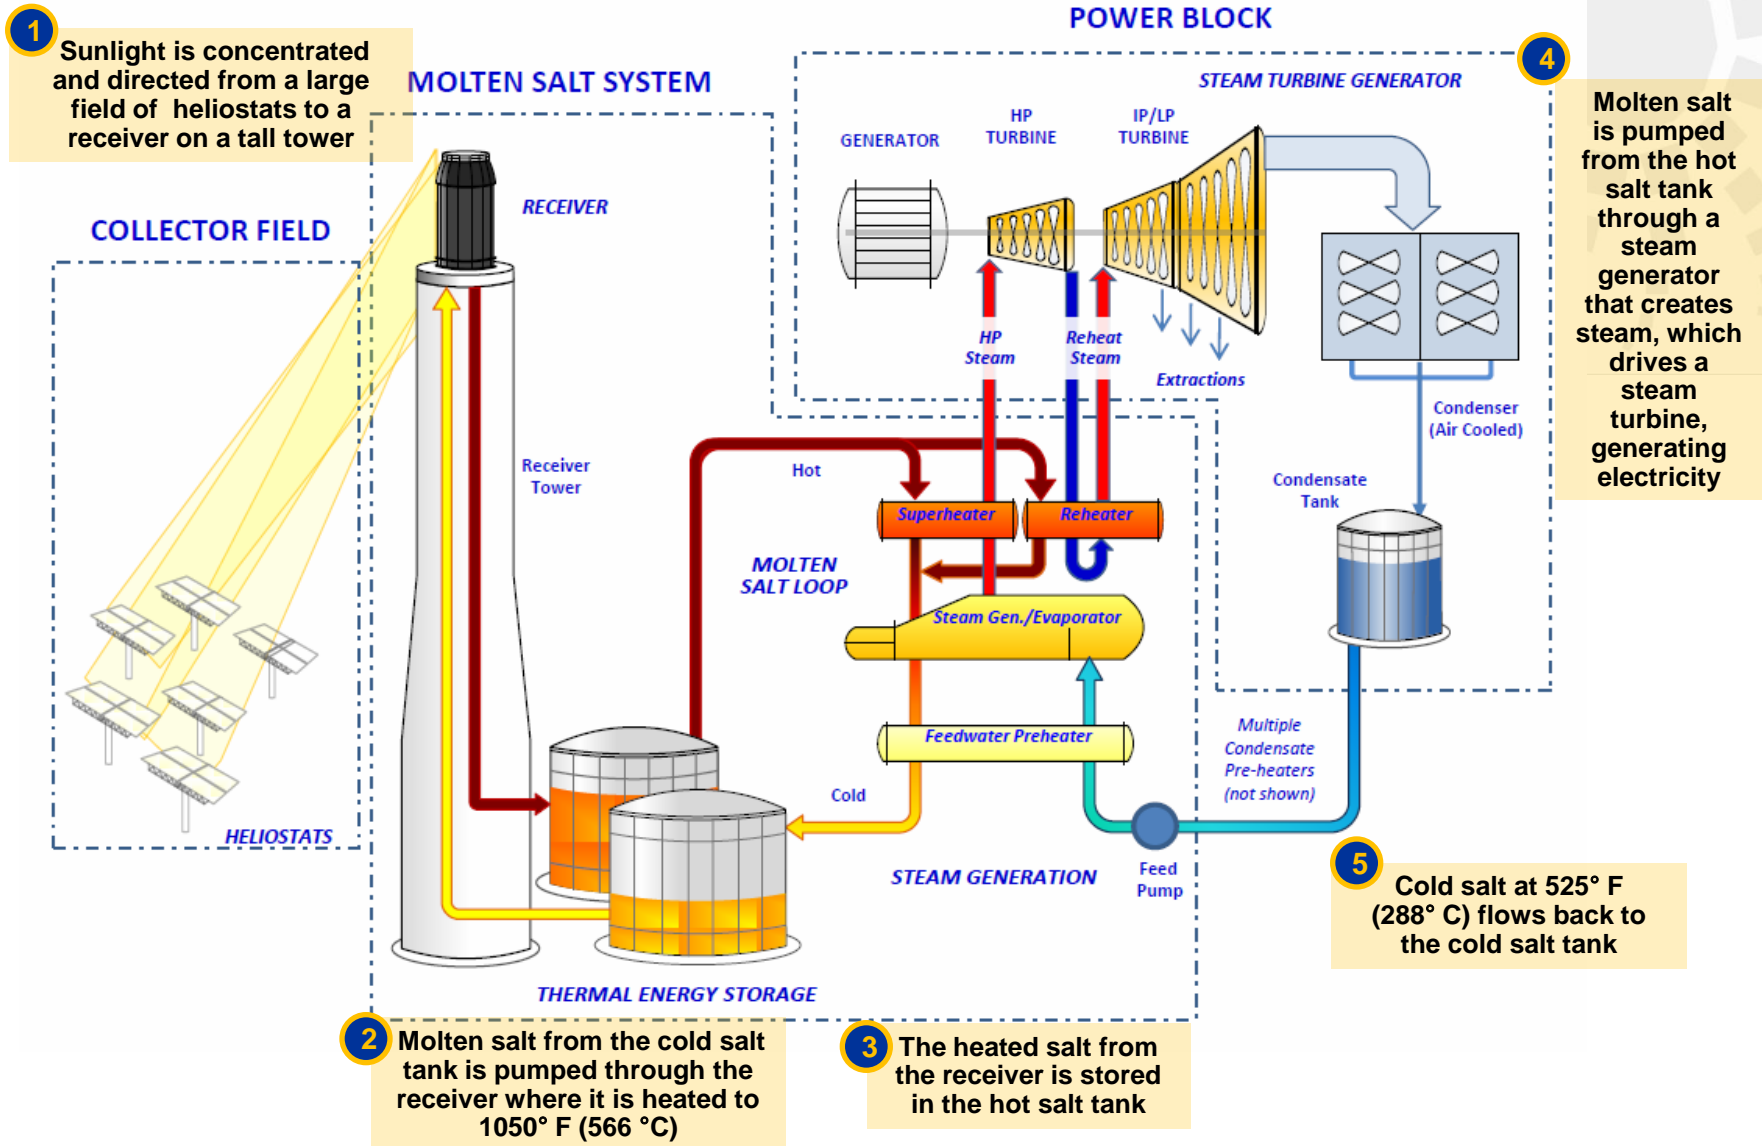 1
Sunlight is concentrated
and directed from a large
field of heliostats to a
receiver on a tall tower
COLLECTOR FIELD
HELIOSTATS
MOLTEN SALT SYSTEM
RECEIVER
Receiver
Tower
Hot
Superheater
Reheater
MOLTEN
SALT LOOP
Steam Gen./Evaporator
Feedwater Preheater
Cold
STEAM GENERATION
Feed
Pump
THERMAL ENERGY STORAGE
POWER BLOCK
STEAM TURBINE GENERATOR
GENERATOR
HP
TURBINE
IP/LP
TURBINE
HP
Steam
Reheat
Steam
Extractions
Condenser
(Air Cooled)
Condensate
Tank
Multiple
Condensate
Pre-heaters
(not shown)
2
Molten salt from the cold salt
tank is pumped through the
receiver where it is heated to
1050° F (566 °C)
3
The heated salt from
the receiver is stored
in the hot salt tank
4
Molten salt
is pumped
from the hot
salt tank
through a
steam
generator
that creates
steam, which
drives a
steam
turbine,
generating
electricity
5
Cold salt at 525° F
(288° C) flows back to
the cold salt tank